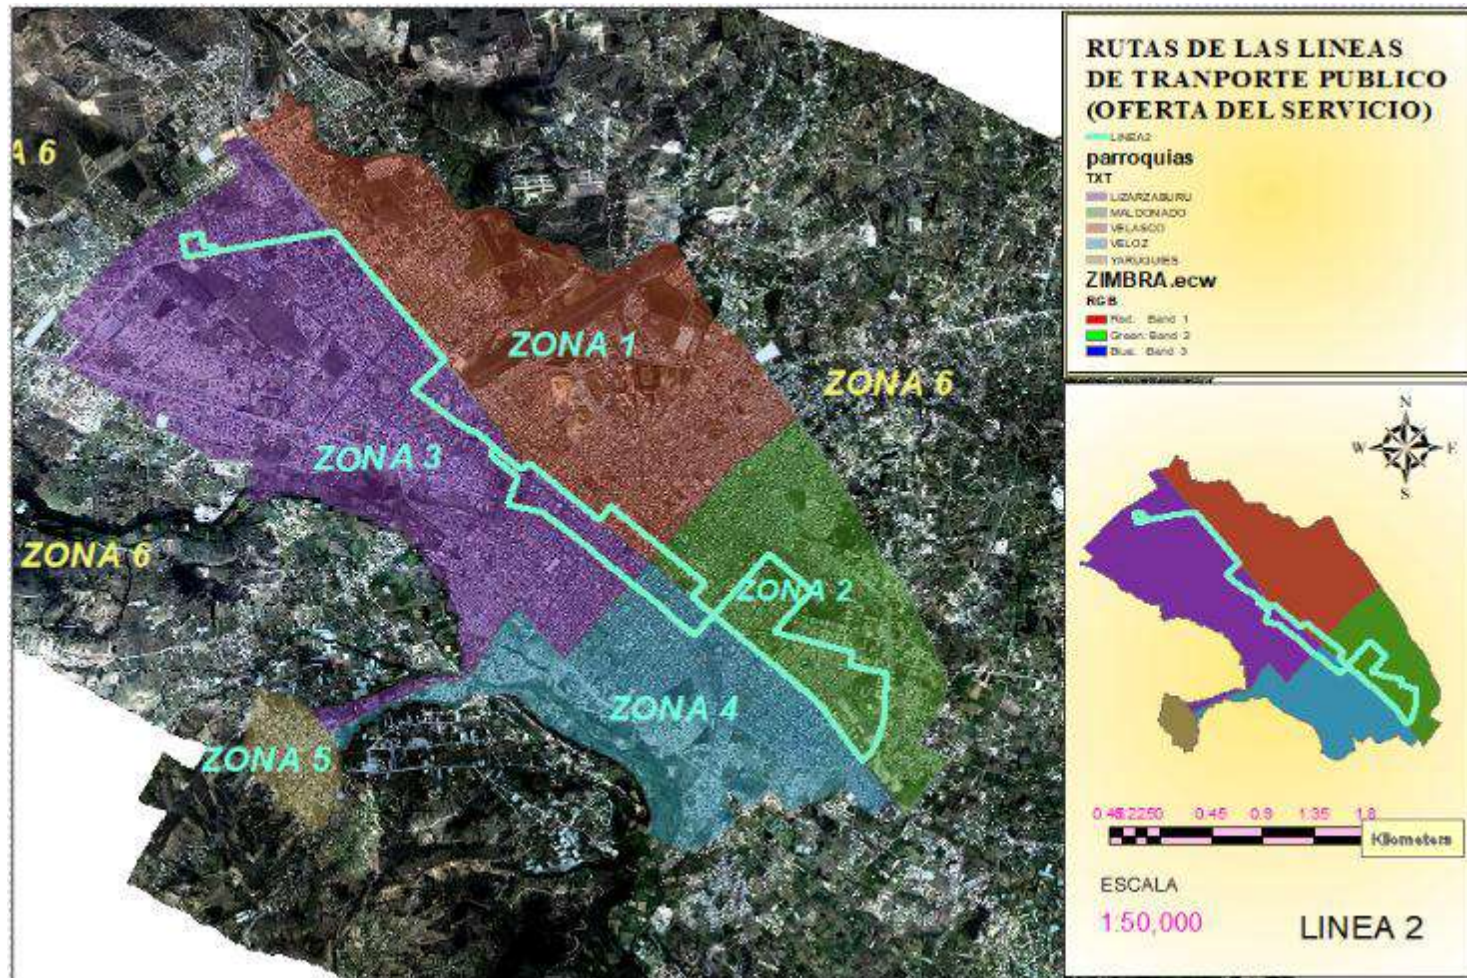 RUTAS DE LAS LINEAS
DE TRANPORTE PUBLICO
(OFERTA DEL SERVICIO)
LINEA2
parroquias
TXT
LIZARZABURU
MALDONADO
VELASCO
VELOZ
YARUQUIES
ZIMBRA.ecw
RGB
Red: Band 1
Green: Band 2
Blue: Band 3
A 6
ZONA 1
ZONA 6
ZONA 3
ZONA 6
ZONA 2
ZONA 4
ZONA 5
N
W E
S
0.45 0.9 1.35 1.8
Kilometers
ESCALA
1:50,000
LINEA 2